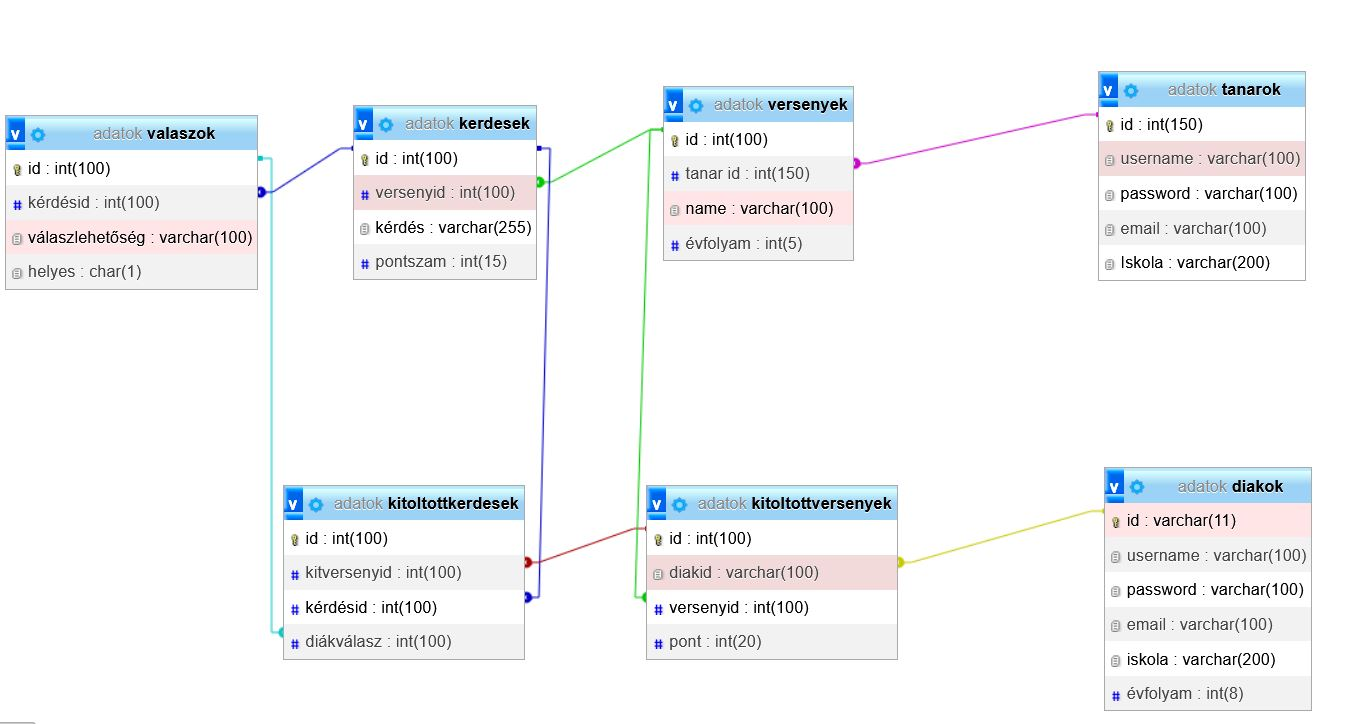 v adatok valaszok
id : int(100)
# kérdésid : int(100)
válaszlehetőség : varchar(100)
helyes : char(1)
v adatok kerdesek
id : int(100)
# versenyid : int(100)
kérdés : varchar(255)
# pontszam : int(15)
v adatok versenyek
id : int(100)
# tanar id : int(150)
name : varchar(100)
# évfolyam : int(5)
v adatok tanarok
id : int(150)
username : varchar(100)
password : varchar(100)
email : varchar(100)
Iskola : varchar(200)
v adatok kitoltottkerdesek
id : int(100)
# kitversenyid : int(100)
# kérdésid : int(100)
# diákválasz : int(100)
v adatok kitoltottversenyek
id : int(100)
diakid : varchar(100)
# versenyid : int(100)
# pont : int(20)
v adatok diakok
id : varchar(11)
username : varchar(100)
password : varchar(100)
email : varchar(100)
iskola : varchar(200)
# évfolyam : int(8)